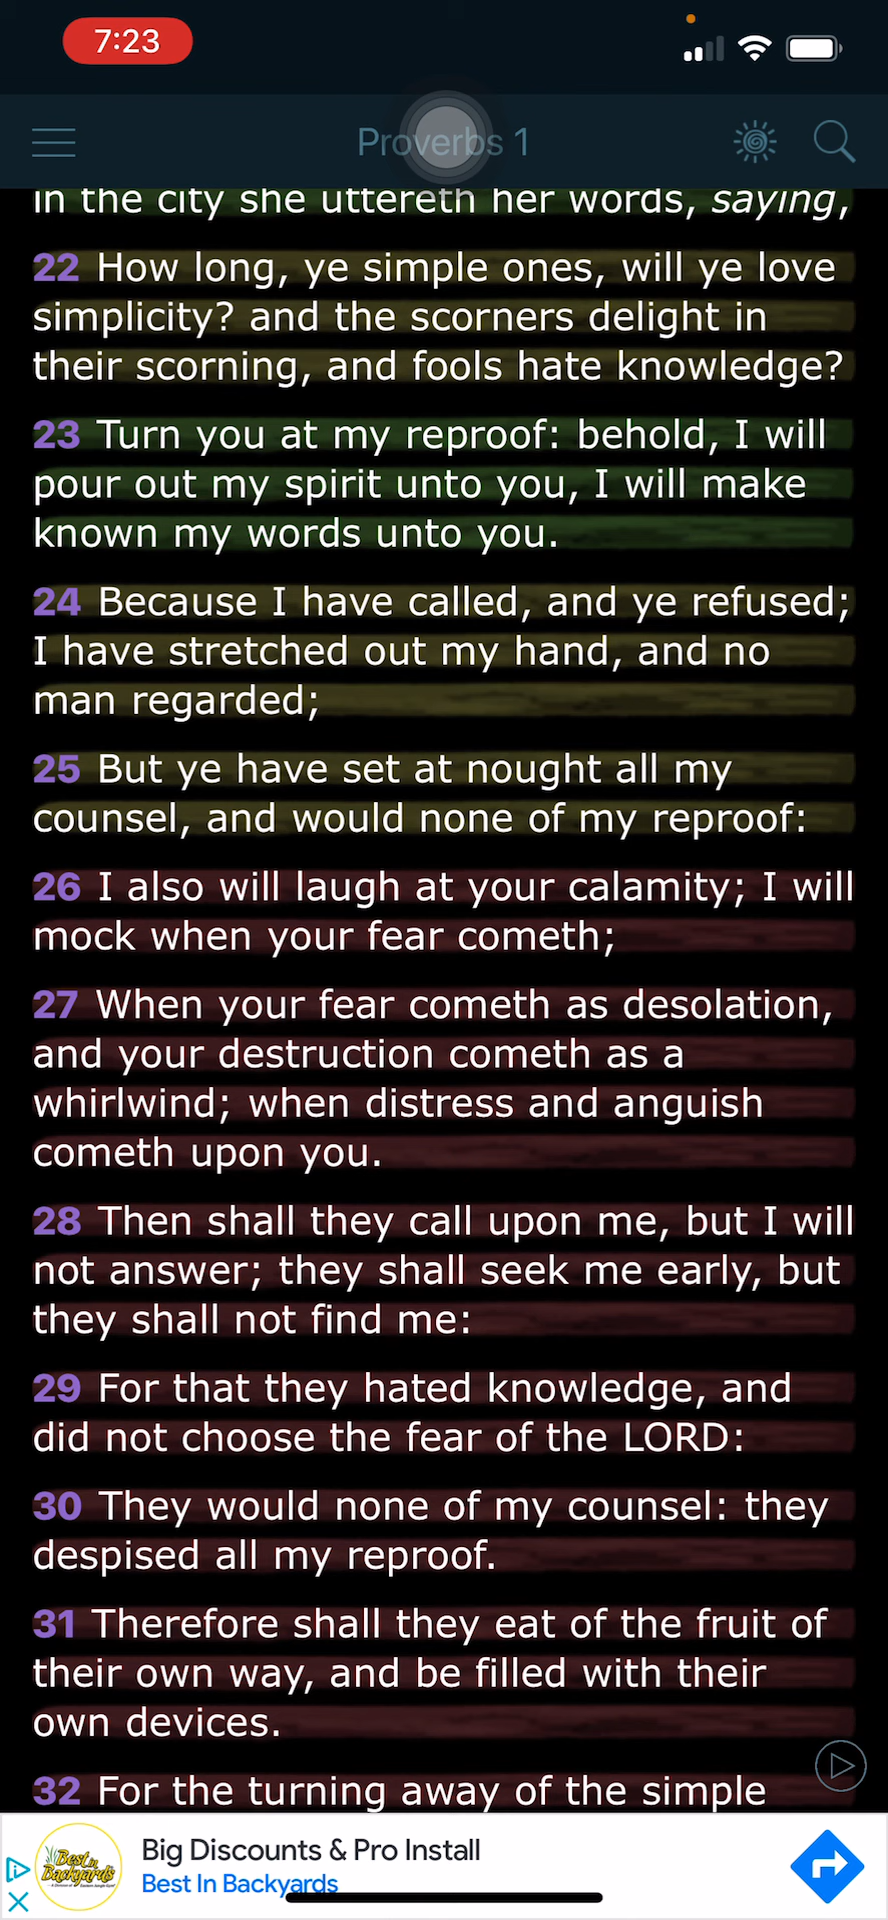 7:23
Proverbs 1
in the city she uttereth her words, saying,
22 How long, ye simple ones, will ye love
simplicity? and the scorners delight in
their scorning, and fools hate knowledge?
23 Turn you at my reproof: behold, I will
pour out my spirit unto you, I will make
known my words unto you.
24 Because I have called, and ye refused;
I have stretched out my hand, and no
man regarded;
25 But ye have set at nought all my
counsel, and would none of my reproof:
26 I also will laugh at your calamity; I will
mock when your fear cometh;
27 When your fear cometh as desolation,
and your destruction cometh as a
whirlwind; when distress and anguish
cometh upon you.
28 Then shall they call upon me, but I will
not answer; they shall seek me early, but
they shall not find me:
29 For that they hated knowledge, and
did not choose the fear of the LORD:
30 They would none of my counsel: they
despised all my reproof.
31 Therefore shall they eat of the fruit of
their own way, and be filled with their
own devices.
32 For the turning away of the simple
Best in
Backyards
Big Discounts & Pro Install
Best In Backyards